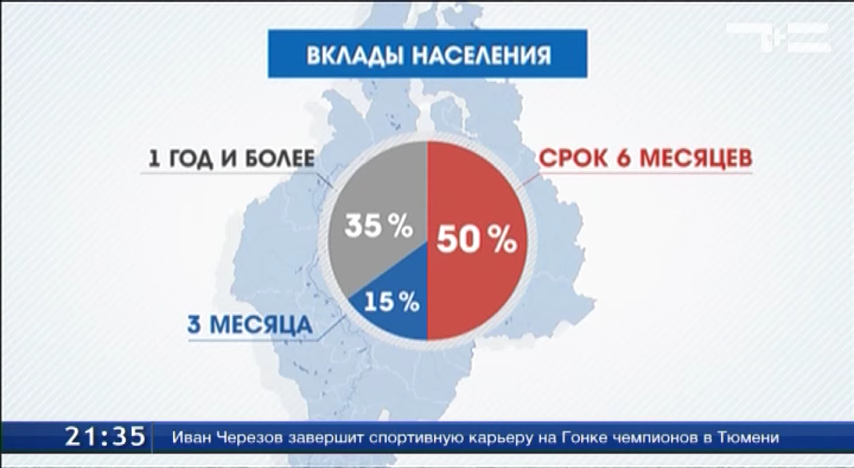 ВКЛАДЫ НАСЕЛЕНИЯ
1 ГОД И БОЛЕЕ
СРОК 6 МЕСЯЦЕВ
35 %
50 %
15 %
3 МЕСЯЦА
21:35 Иван Черезов завершит спортивную карьеру на Гонке чемпионов в Тюмени